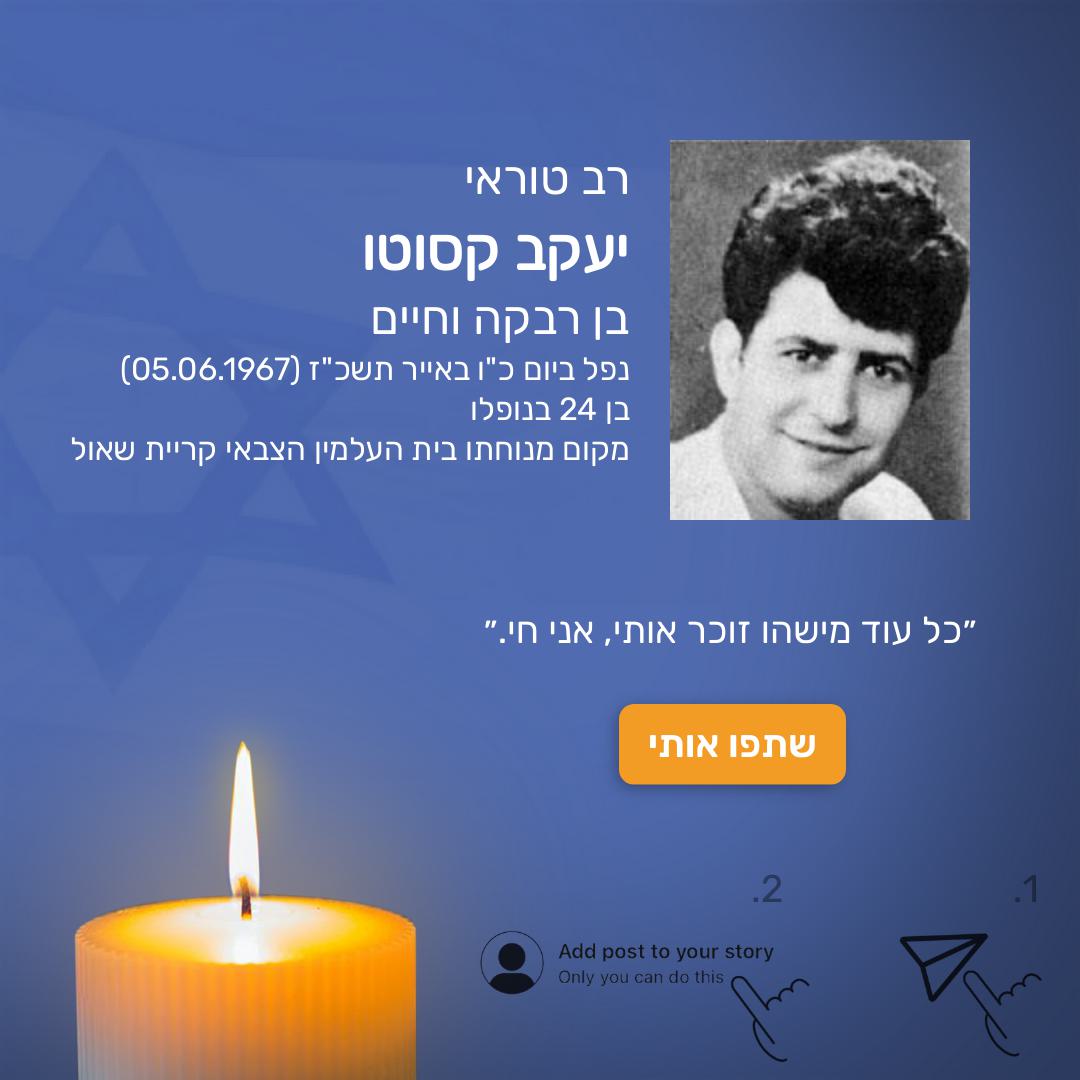 רב טוראי
יעקב קסוטו
בן רבקה וחיים
נפל ביום כ"ו באייר תשכ"ז (05.06.1967)
בן 24 בנופלו
מקום מנוחתו בית העלמין הצבאי קריית שאול
״כל עוד מישהו זוכר אותי, אני חי.״
שתפו אותי
1.
2.
Add post to your story
Only you can do this